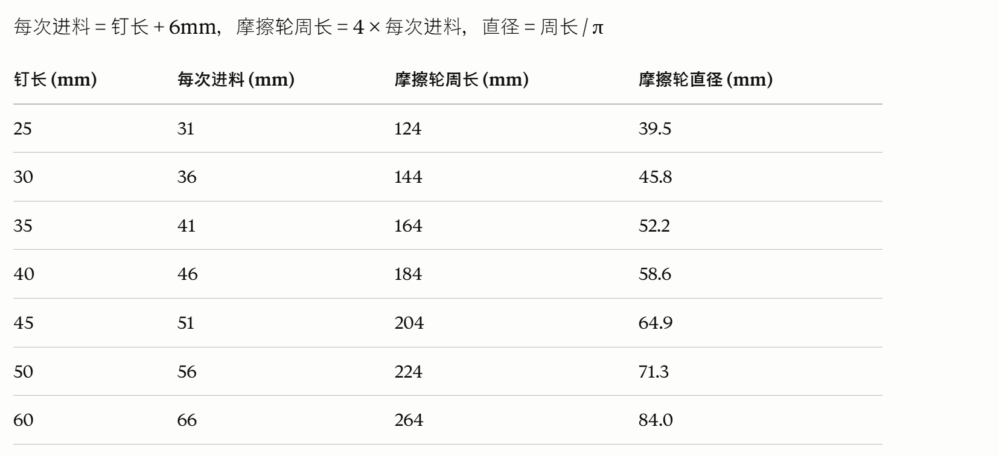 每次进料 = 钉长 + 6mm, 摩擦轮周长 = 4 × 每次进料, 直径 = 周长 / π
钉长 (mm) 每次进料 (mm) 摩擦轮周长 (mm) 摩擦轮直径 (mm)
25 31 124 39.5
30 36 144 45.8
35 41 164 52.2
40 46 184 58.6
45 51 204 64.9
50 56 224 71.3
60 66 264 84.0